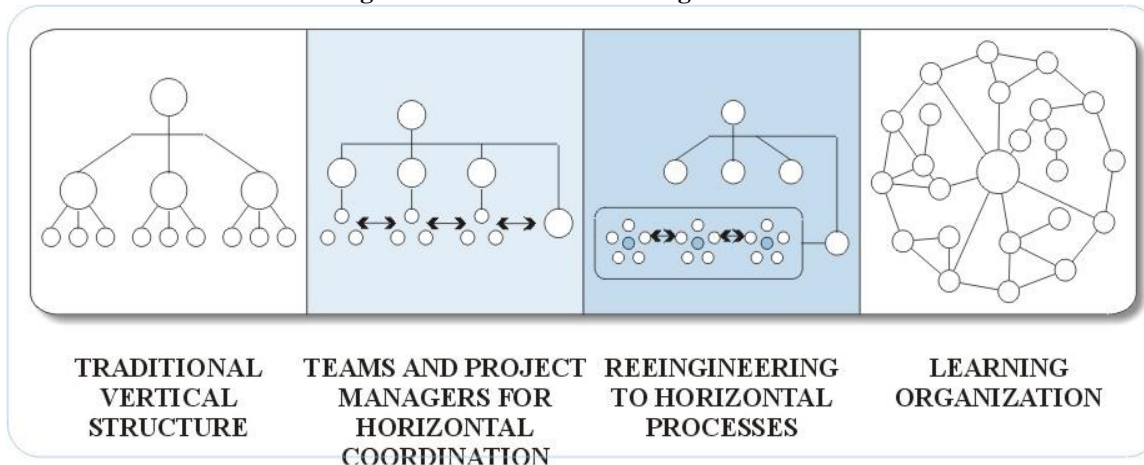 TRADITIONAL
VERTICAL
STRUCTURE
TEAMS AND PROJECT
MANAGERS FOR
HORIZONTAL
COORDINATION
REEINGINEERING
TO HORIZONTAL
PROCESSES
LEARNING
ORGANIZATION